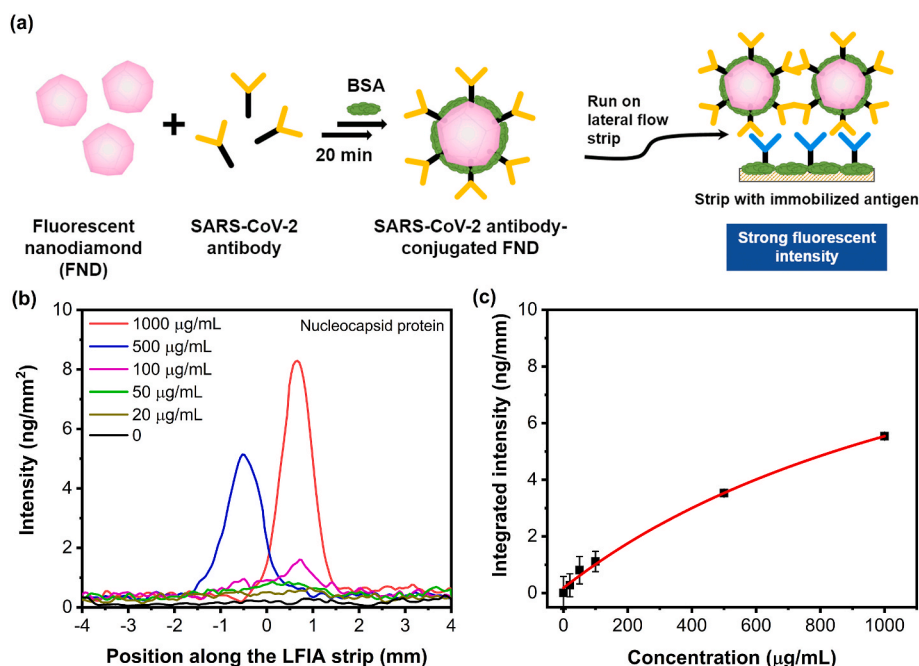 (a)
BSA
20 min
Run on
lateral flow
strip
Strip with immobilized antigen
Fluorescent
nanodiamond
(FND)
SARS-CoV-2
antibody
SARS-CoV-2 antibody-
conjugated FND
Strong fluorescent
intensity
(b)
Intensity (ng/mm²)
10
8
6
4
2
0
1000 μg/mL
500 μg/mL
100 μg/mL
50 μg/mL
20 μg/mL
0
Nucleocapsid protein
-4 -3 -2 -1 0 1 2 3 4
Position along the LFIA strip (mm)
(c)
Integrated intensity (ng/mm)
10
8
6
4
2
0
0 200 400 600 800 1000
Concentration (μg/mL)